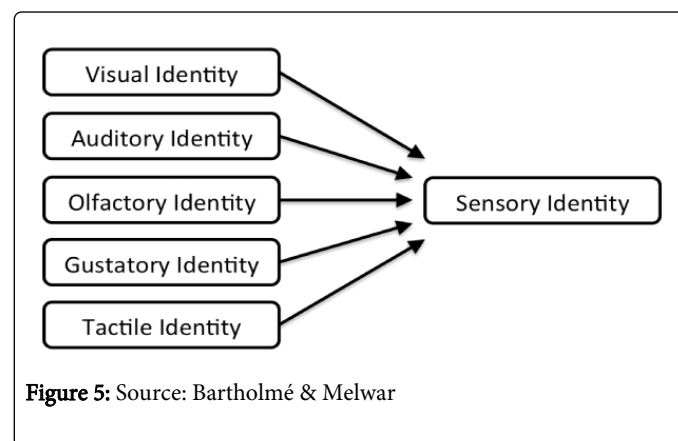 Visual Identity
Auditory Identity
Olfactory Identity
Sensory Identity
Gustatory Identity
Tactile Identity
Figure 5: Source: Bartholmé & Melwar